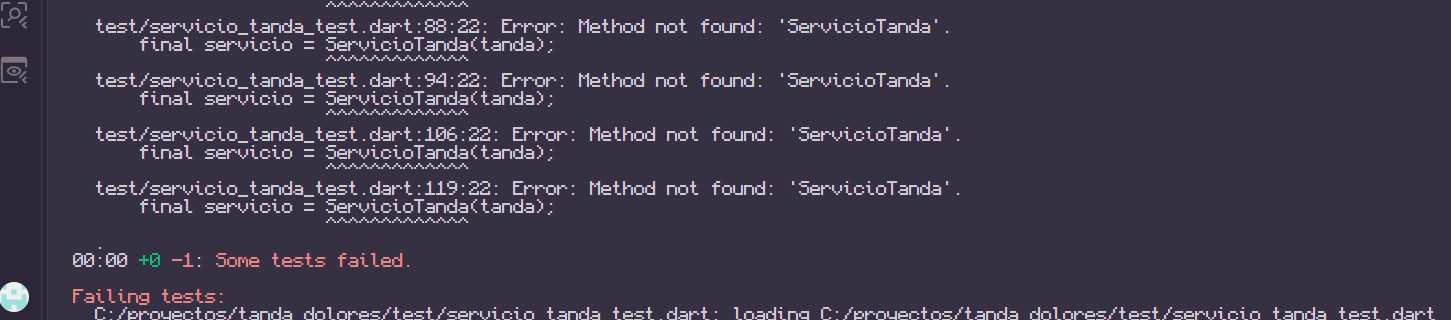 ^^^^^^^^^^^^^
test/servicio_tanda_test.dart:88:22: Error: Method not found: 'ServicioTanda'.
final servicio = ServicioTanda(tanda);
^^^^^^^^^^^^^
test/servicio_tanda_test.dart:94:22: Error: Method not found: 'ServicioTanda'.
final servicio = ServicioTanda(tanda);
^^^^^^^^^^^^^
test/servicio_tanda_test.dart:106:22: Error: Method not found: 'ServicioTanda'.
final servicio = ServicioTanda(tanda);
^^^^^^^^^^^^^
test/servicio_tanda_test.dart:119:22: Error: Method not found: 'ServicioTanda'.
final servicio = ServicioTanda(tanda);
^^^^^^^^^^^^^
.
00:00 +0 -1: Some tests failed.
Failing tests:
C:/proyectos/tanda_dolores/test/servicio_tanda_test.dart: loading C:/proyectos/tanda_dolores/test/servicio_tanda_test.dart